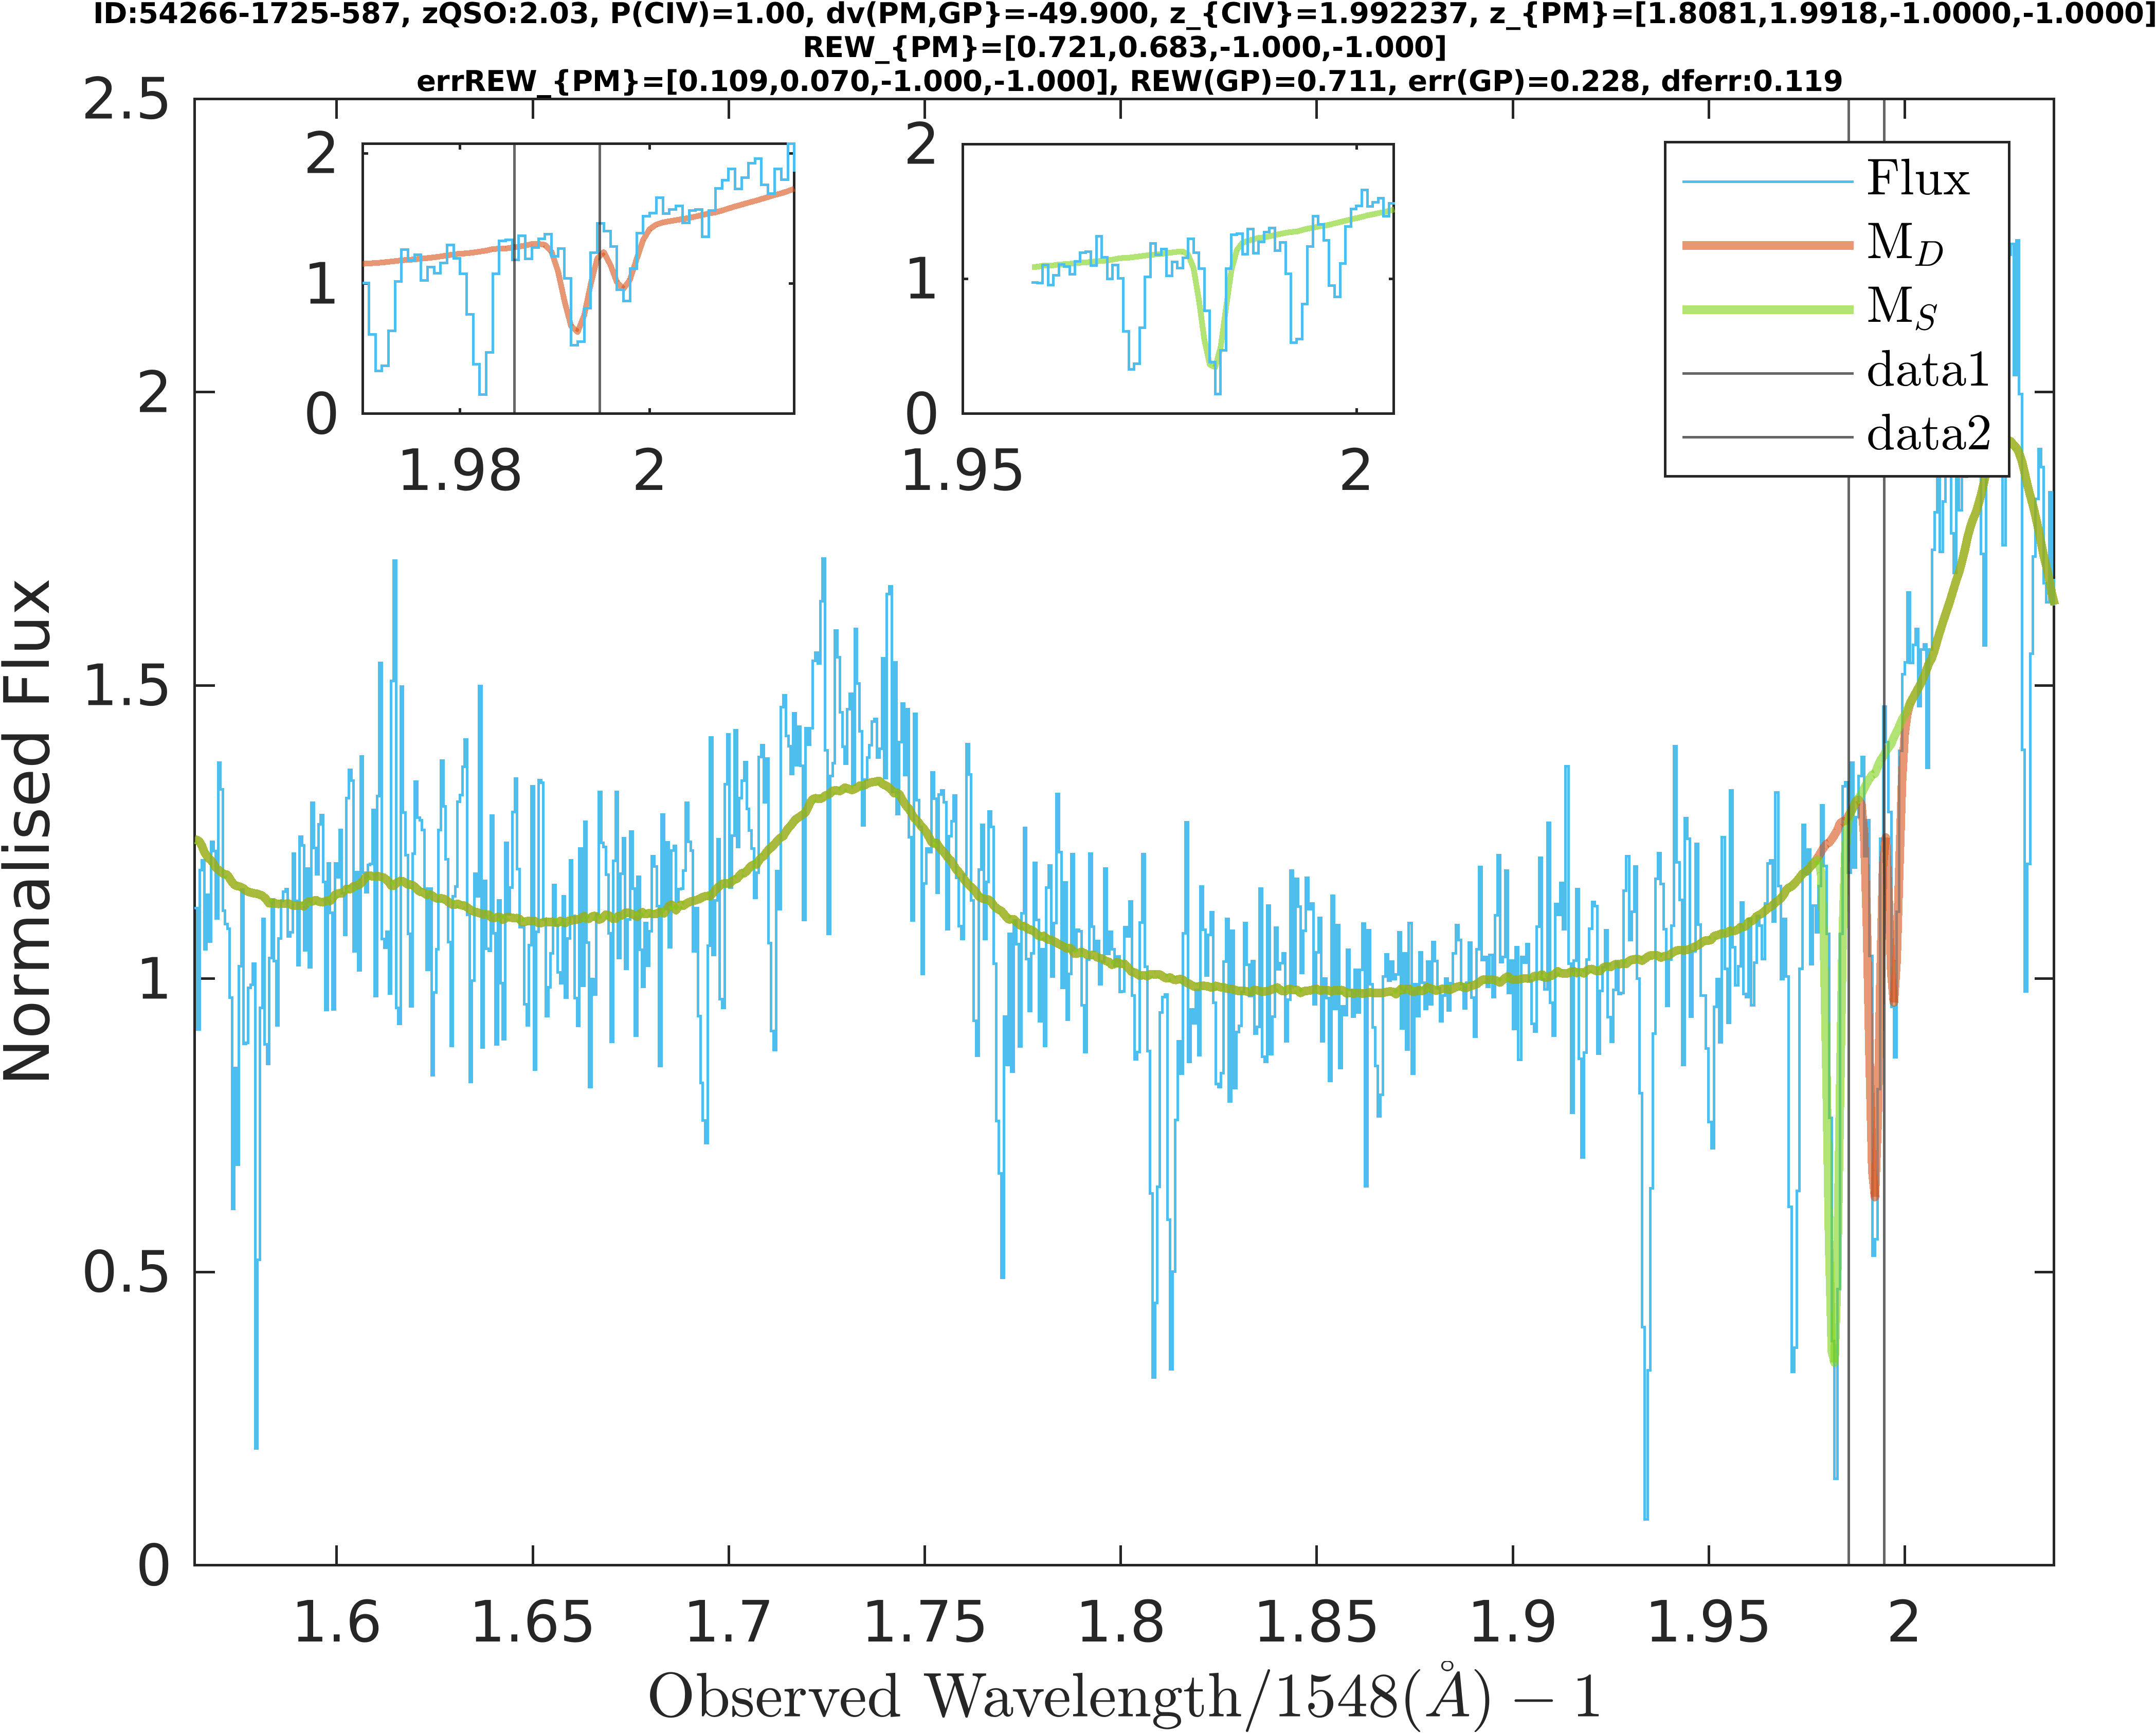 ID:54266-1725-587, zQSO:2.03, P(CIV)=1.00, dv(PM,GP}=-49.900, z_{CIV}=1.992237, z_{PM}=[1.8081,1.9918,-1.0000,-1.0000]
REW_{PM}=[0.721,0.683,-1.000,-1.000]
errREW_{PM}=[0.109,0.070,-1.000,-1.000], REW(GP)=0.711, err(GP)=0.228, dferr:0.119
2.5
2
1.5
1
0.5
0
Normalised Flux
2
1
0
1.98 2
2
1
0
1.95 2
Flux
M_D
M_S
data1
data2
1.6 1.65 1.7 1.75 1.8 1.85 1.9 1.95 2
Observed Wavelength/1548(Å) − 1